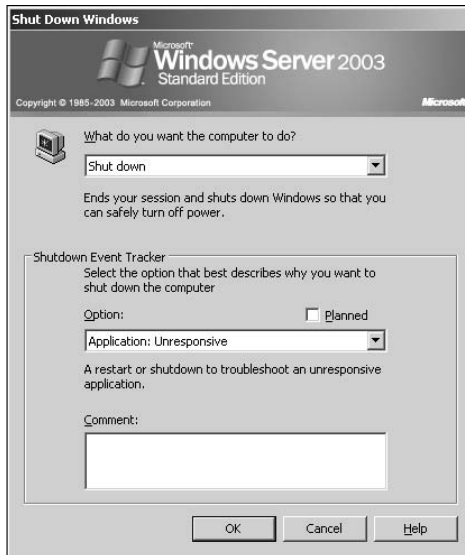 Shut Down Windows
Microsoft
Windows Server 2003
Standard Edition
Copyright © 1985-2003 Microsoft Corporation
Microsoft
What do you want the computer to do?
Shut down
Ends your session and shuts down Windows so that you
can safely turn off power.
Shutdown Event Tracker
Select the option that best describes why you want to
shut down the computer
Option:
Planned
Application: Unresponsive
A restart or shutdown to troubleshoot an unresponsive
application.
Comment:
OK
Cancel
Help